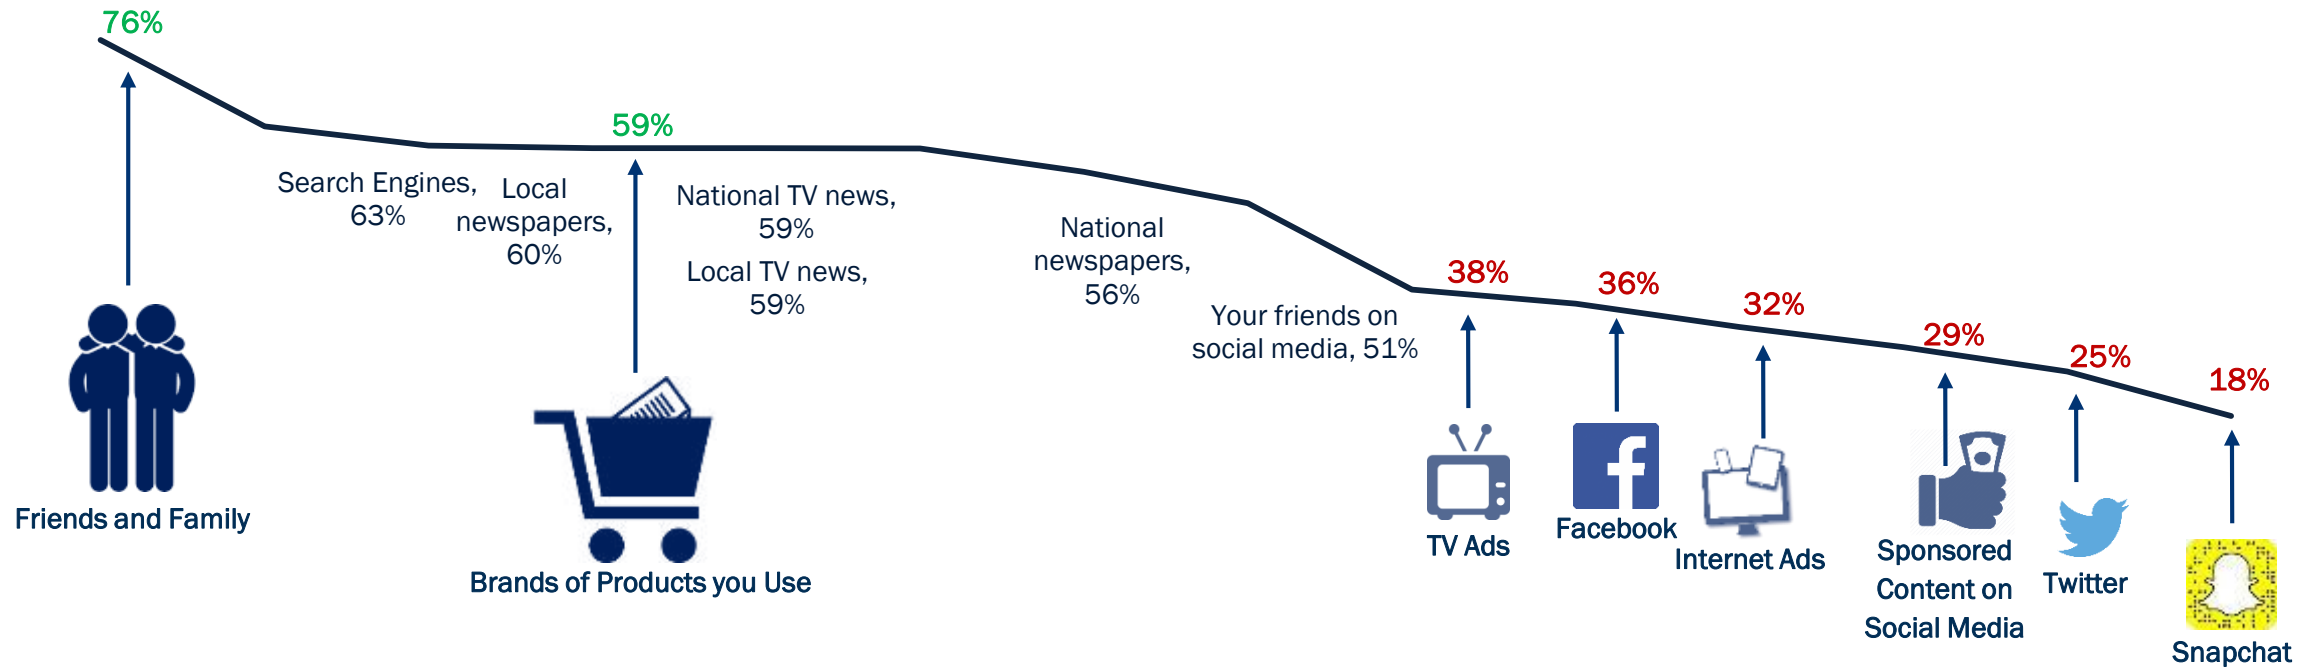 76%
Friends and Family
Search Engines,
63%
Local
newspapers,
60%
59%
Brands of Products you Use
National TV news,
59%
Local TV news,
59%
National
newspapers,
56%
Your friends on
social media, 51%
38%
TV Ads
36%
Facebook
32%
Internet Ads
29%
Sponsored
Content on
Social Media
25%
Twitter
18%
Snapchat